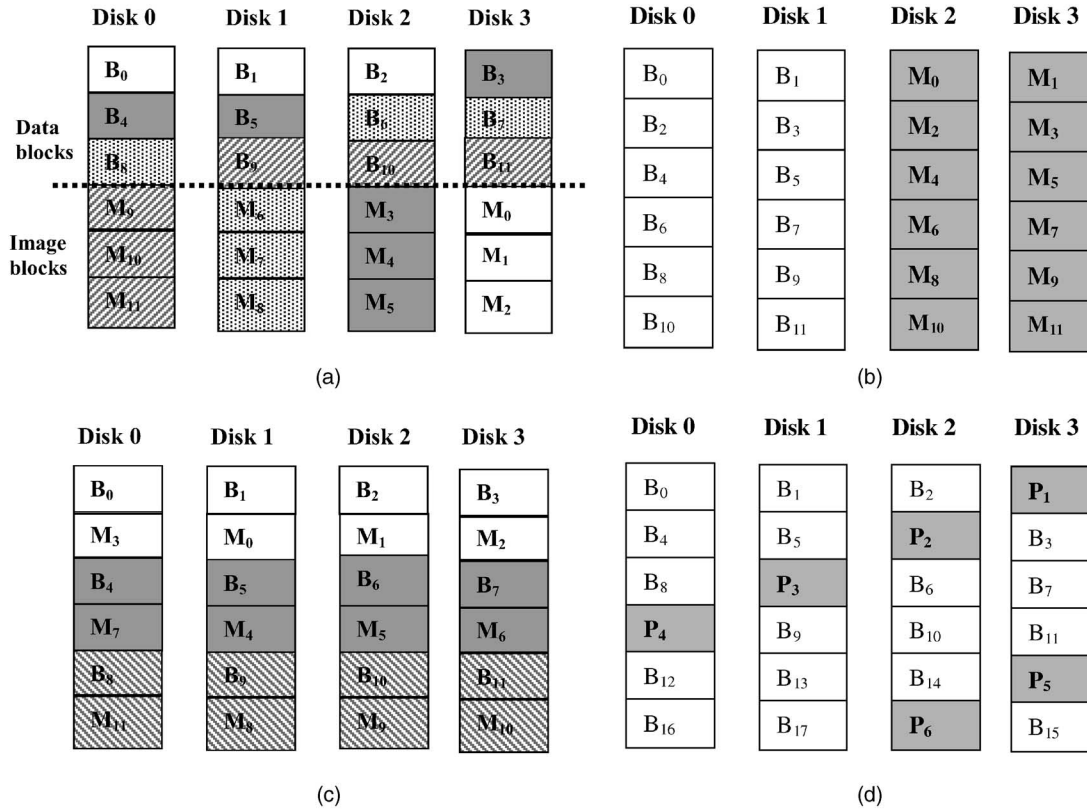 Disk 0 Disk 1 Disk 2 Disk 3
B₀ B₁ B₂ B₃
B₄ B₅ B₆ B₇
B₈ B₉ B₁₀ B₁₁
Data
blocks
M₉ M₆ M₃ M₀
M₁₀ M₇ M₄ M₁
M₁₁ M₈ M₅ M₂
Image
blocks
(a)
Disk 0 Disk 1 Disk 2 Disk 3
B₀ B₁ M₀ M₁
B₂ B₃ M₂ M₃
B₄ B₅ M₄ M₅
B₆ B₇ M₆ M₇
B₈ B₉ M₈ M₉
B₁₀ B₁₁ M₁₀ M₁₁
(b)
Disk 0 Disk 1 Disk 2 Disk 3
B₀ B₁ B₂ B₃
M₃ M₀ M₁ M₂
B₄ B₅ B₆ B₇
M₇ M₄ M₅ M₆
B₈ B₉ B₁₀ B₁₁
M₁₁ M₈ M₉ M₁₀
(c)
Disk 0 Disk 1 Disk 2 Disk 3
B₀ B₁ B₂ P₁
B₄ B₅ P₂ B₃
B₈ P₃ B₆ B₇
P₄ B₉ B₁₀ B₁₁
B₁₂ B₁₃ B₁₄ P₅
B₁₆ B₁₇ P₆ B₁₅
(d)